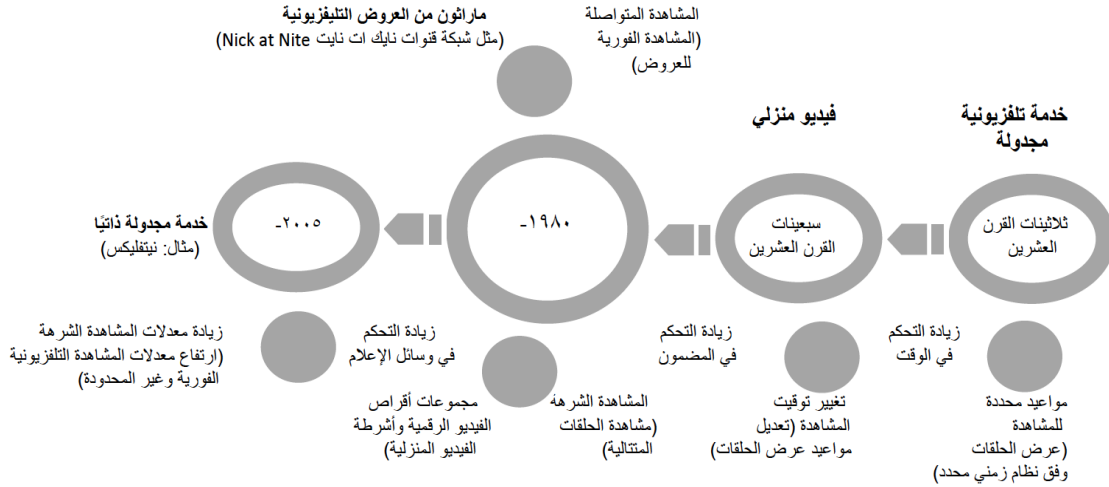 خدمة تلفزيونية
مجدولة
ثلاثينات القرن
العشرين
مواعيد محددة
للمشاهدة
(عرض الحلقات
وفق نظام زمني محدد)
زيادة التحكم
في الوقت
فيديو منزلي
سبعينات
القرن العشرين
تغيير توقيت
المشاهدة (تعديل
مواعيد عرض الحلقات)
زيادة التحكم
في المضمون
المشاهدة المتواصلة
(المشاهدة الفورية
للعروض)
ماراثون من العروض التليفزيونية
(مثل شبكة قنوات نايك ات نايت Nick at Nite)
١٩٨٠-
المشاهدة الشرهة
(مشاهدة الحلقات
المتتالية)
مجموعات أقراص
الفيديو الرقمية وأشرطة
الفيديو المنزلية)
زيادة التحكم
في وسائل الإعلام
٢٠٠٥-
خدمة مجدولة ذاتيًا
(مثال: نيتفليكس)
زيادة معدلات المشاهدة الشرهة
(ارتفاع معدلات المشاهدة التلفزيونية
الفورية وغير المحدودة)